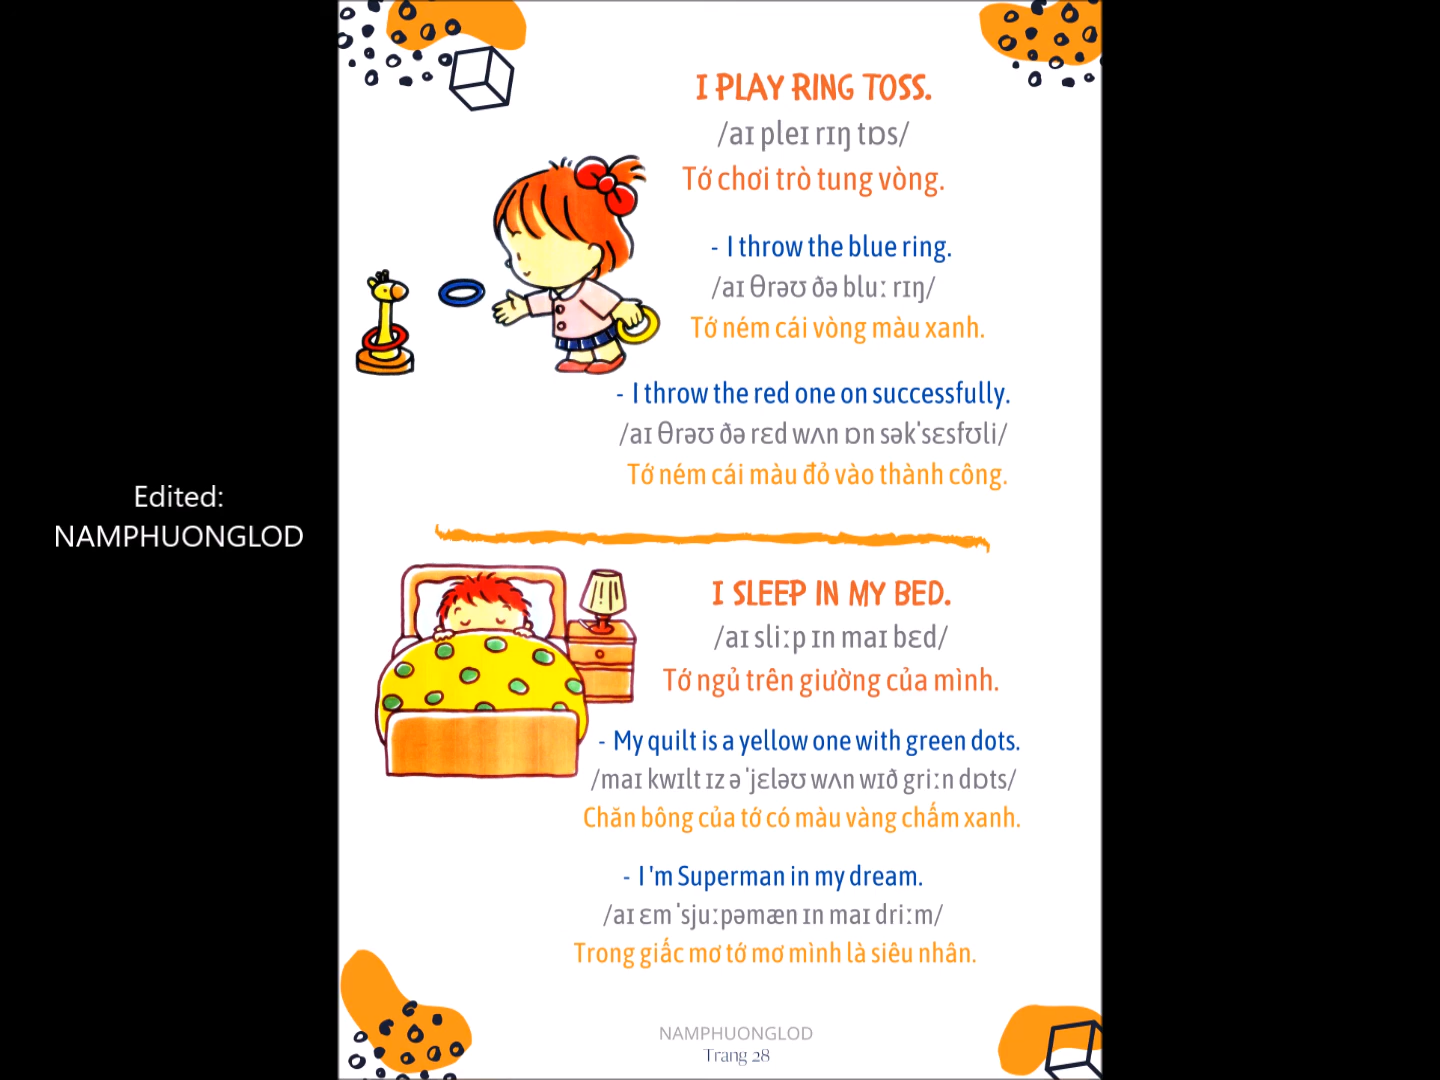 I PLAY RING TOSS.
/aɪ pleɪ rɪŋ tɒs/
Tớ chơi trò tung vòng.
- I throw the blue ring.
/aɪ θrəʊ ðə bluː rɪŋ/
Tớ ném cái vòng màu xanh.
- I throw the red one on successfully.
/aɪ θrəʊ ðə rɛd wʌn ɒn səkˈsɛsfʊli/
Tớ ném cái màu đỏ vào thành công.
Edited:
NAMPHUONGLOD
I SLEEP IN MY BED.
/aɪ sliːp ɪn maɪ bɛd/
Tớ ngủ trên giường của mình.
- My quilt is a yellow one with green dots.
/maɪ kwɪlt ɪz ə ˈjɛləʊ wʌn wɪð griːn dɒts/
Chăn bông của tớ có màu vàng chấm xanh.
- I 'm Superman in my dream.
/aɪ ɛm ˈsjuːpəmæn ɪn maɪ driːm/
Trong giấc mơ tớ mơ mình là siêu nhân.
NAMPHUONGLOD
Trang 28